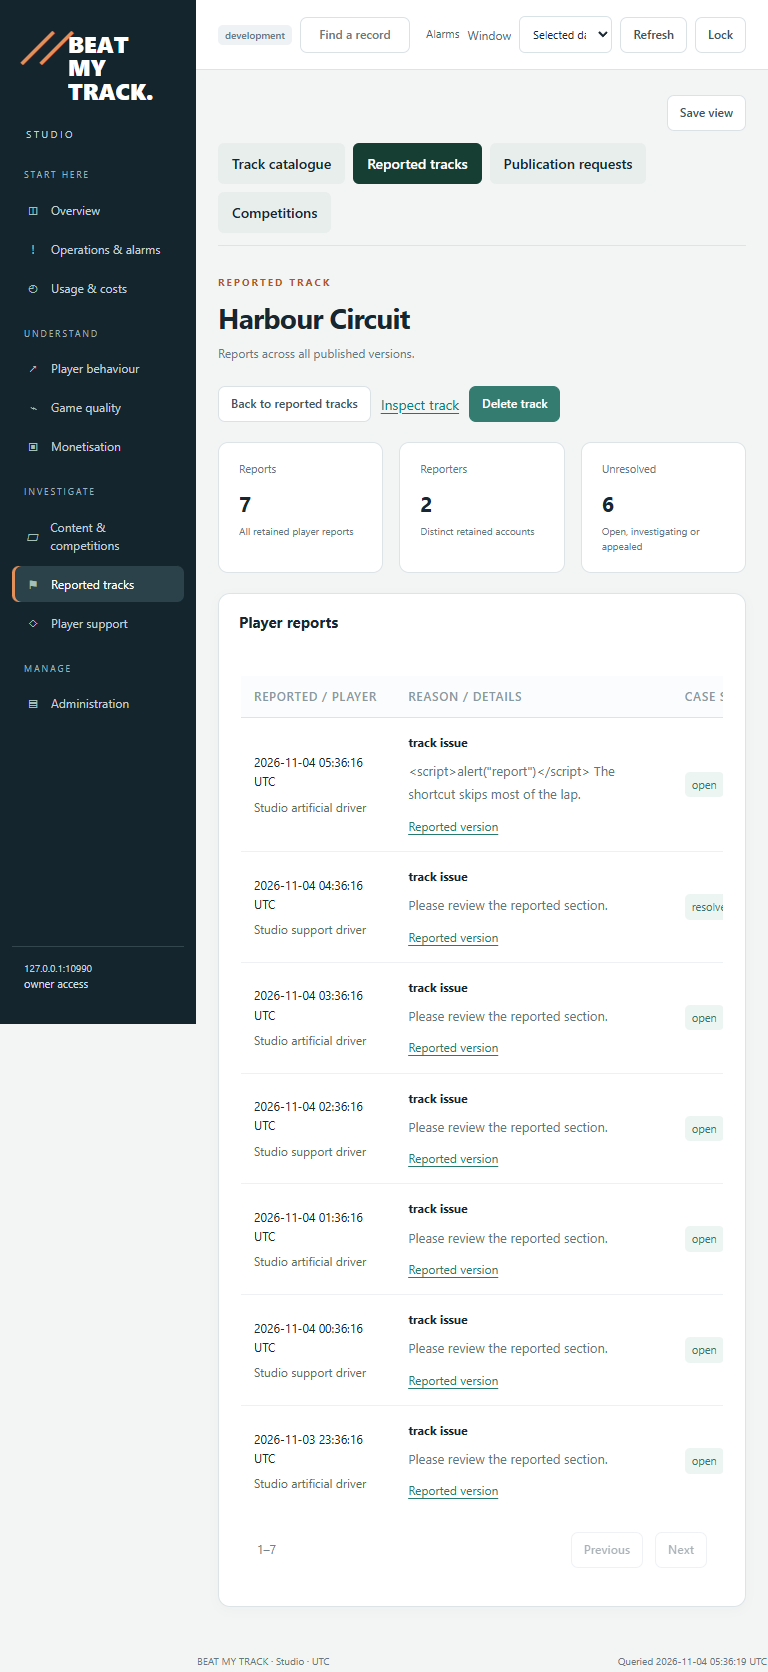 BEAT
MY
TRACK.
STUDIO
START HERE
Overview
Operations & alarms
Usage & costs
UNDERSTAND
Player behaviour
Game quality
Monetisation
INVESTIGATE
Content &
competitions
Reported tracks
Player support
MANAGE
Administration
127.0.0.1:10990
owner access
development
Find a record
Alarms
Window
Selected da
Refresh
Lock
Save view
Track catalogue
Reported tracks
Publication requests
Competitions
REPORTED TRACK
Harbour Circuit
Reports across all published versions.
Back to reported tracks
Inspect track
Delete track
Reports
7
All retained player reports
Reporters
2
Distinct retained accounts
Unresolved
6
Open, investigating or
appealed
Player reports
REPORTED / PLAYER REASON / DETAILS CASE S
2026-11-04 05:36:16
UTC
Studio artificial driver
track issue
<script>alert("report")</script> The
shortcut skips most of the lap.
Reported version
open
2026-11-04 04:36:16
UTC
Studio support driver
track issue
Please review the reported section.
Reported version
resolve
2026-11-04 03:36:16
UTC
Studio artificial driver
track issue
Please review the reported section.
Reported version
open
2026-11-04 02:36:16
UTC
Studio support driver
track issue
Please review the reported section.
Reported version
open
2026-11-04 01:36:16
UTC
Studio artificial driver
track issue
Please review the reported section.
Reported version
open
2026-11-04 00:36:16
UTC
Studio support driver
track issue
Please review the reported section.
Reported version
open
2026-11-03 23:36:16
UTC
Studio artificial driver
track issue
Please review the reported section.
Reported version
open
1–7
Previous
Next
BEAT MY TRACK · Studio · UTC
Queried 2026-11-04 05:36:19 UTC